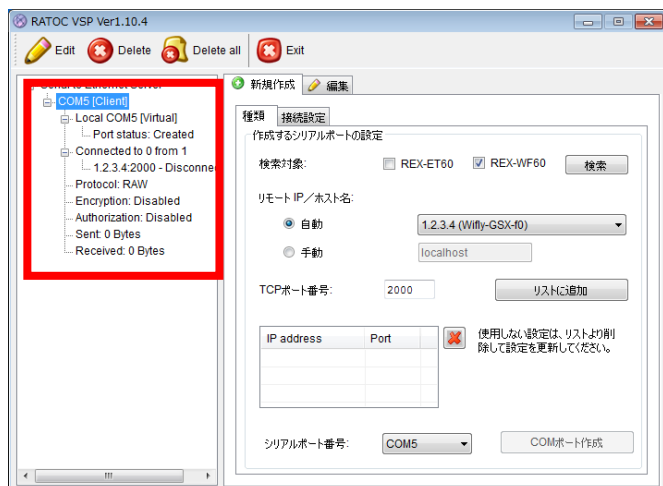 RATOC VSP Ver1.10.4
Edit Delete Delete all Exit
Serial to Ethernet Server
COM5 [Client]
Local COM5 [Virtual]
Port status: Created
Connected to 0 from 1
1.2.3.4:2000 - Disconnec
Protocol: RAW
Encryption: Disabled
Authorization: Disabled
Sent: 0 Bytes
Received: 0 Bytes
新規作成 編集
種類 接続設定
作成するシリアルポートの設定
検索対象: REX-ET60 REX-WF60 検索
リモート IP/ホスト名:
自動 1.2.3.4 (Wifly-GSX-f0)
手動 localhost
TCPポート番号: 2000 リストに追加
IP address Port
使用しない設定は、リストより削
除して設定を更新してください。
シリアルポート番号: COM5 COMポート作成